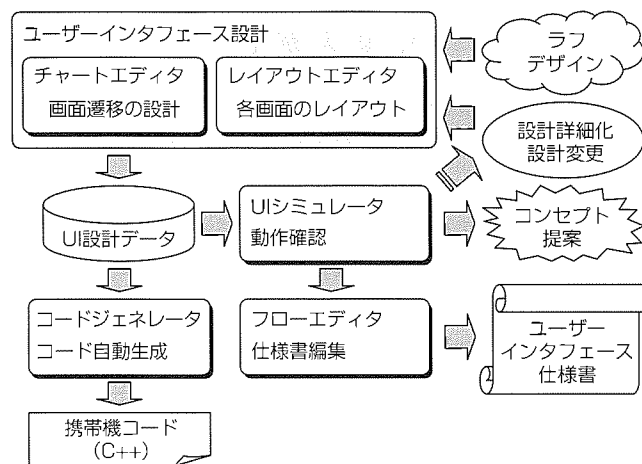 ユーザーインタフェース設計
チャートエディタ
画面遷移の設計
レイアウトエディタ
各画面のレイアウト
ラフ
デザイン
設計詳細化
設計変更
UI設計データ
UIシミュレータ
動作確認
コンセプト
提案
コードジェネレータ
コード自動生成
フローエディタ
仕様書編集
ユーザー
インタフェース
仕様書
携帯機コード
(C++)